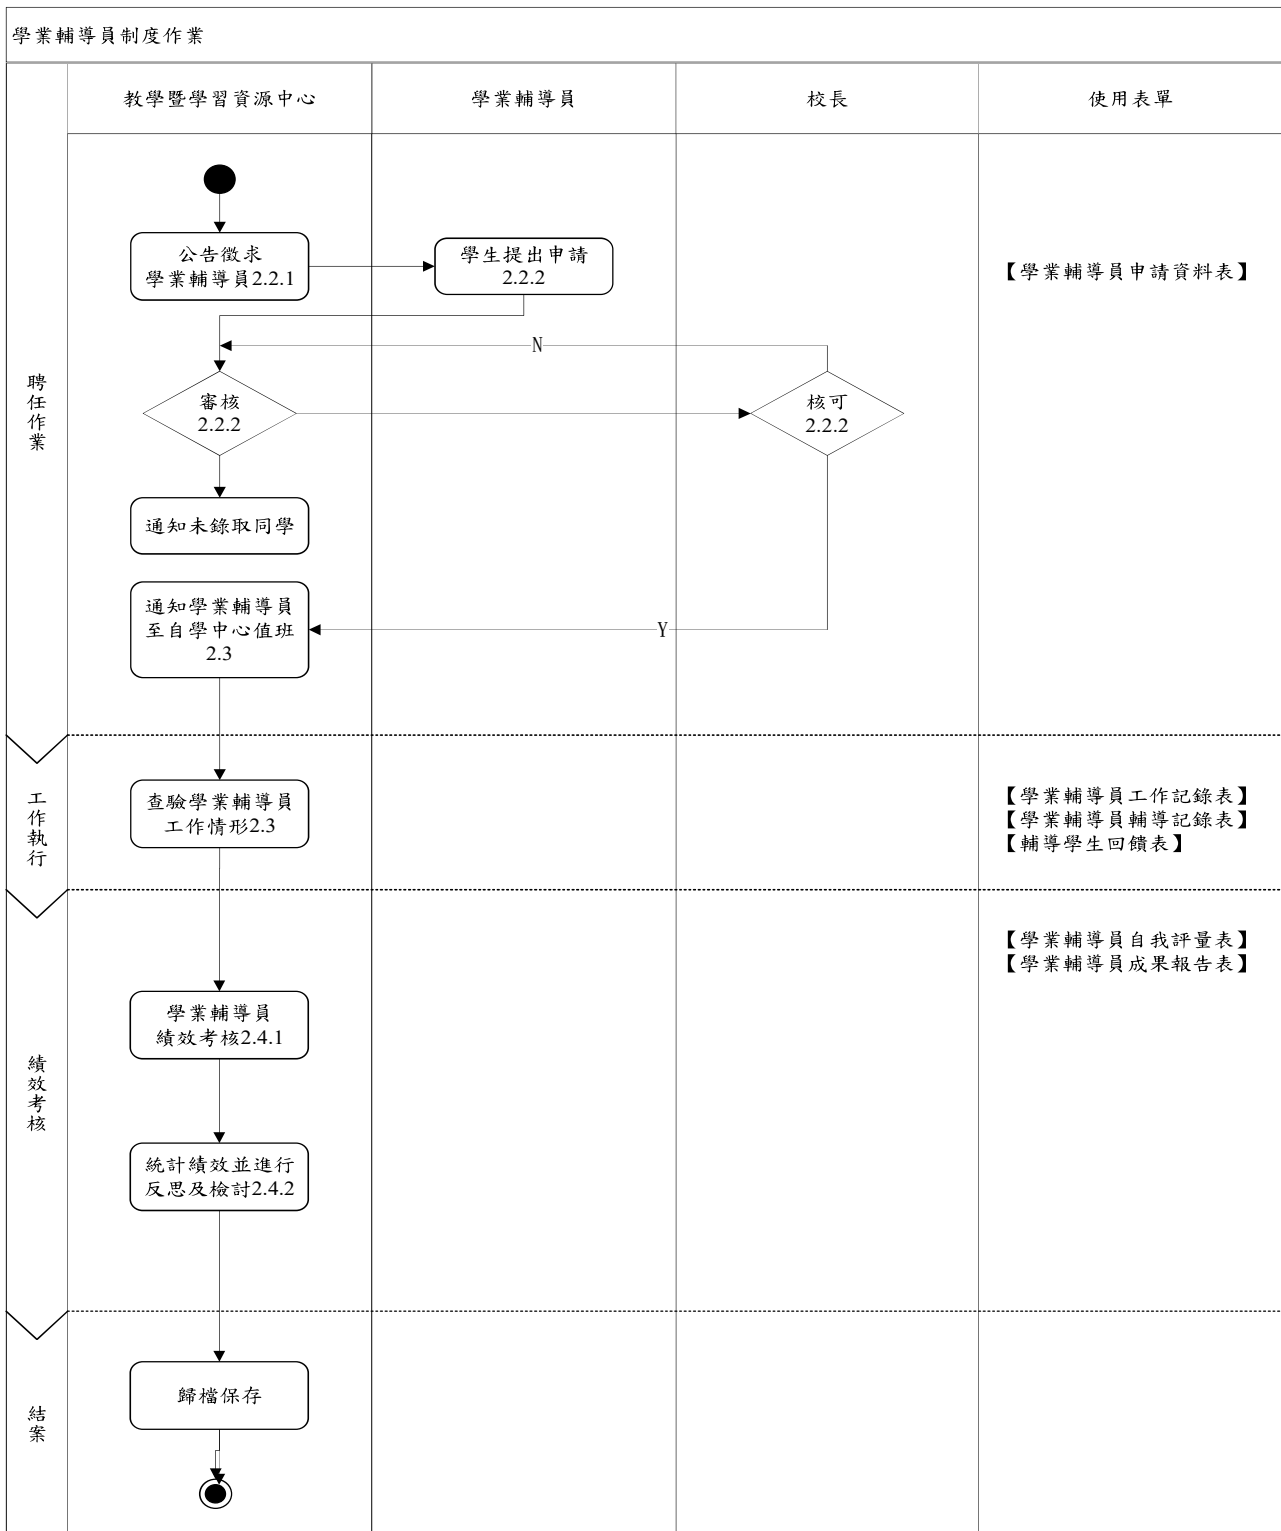 學業輔導員制度作業
教學暨學習資源中心
學業輔導員
校長
使用表單
聘任作業
公告徵求
學業輔導員2.2.1
學生提出申請
2.2.2
【學業輔導員申請資料表】
N
審核
2.2.2
核可
2.2.2
通知未錄取同學
通知學業輔導員
至自學中心值班
2.3
Y
工作執行
查驗學業輔導員
工作情形2.3
【學業輔導員工作記錄表】
【學業輔導員輔導記錄表】
【輔導學生回饋表】
績效考核
【學業輔導員自我評量表】
【學業輔導員成果報告表】
學業輔導員
績效考核2.4.1
統計績效並進行
反思及檢討2.4.2
結案
歸檔保存